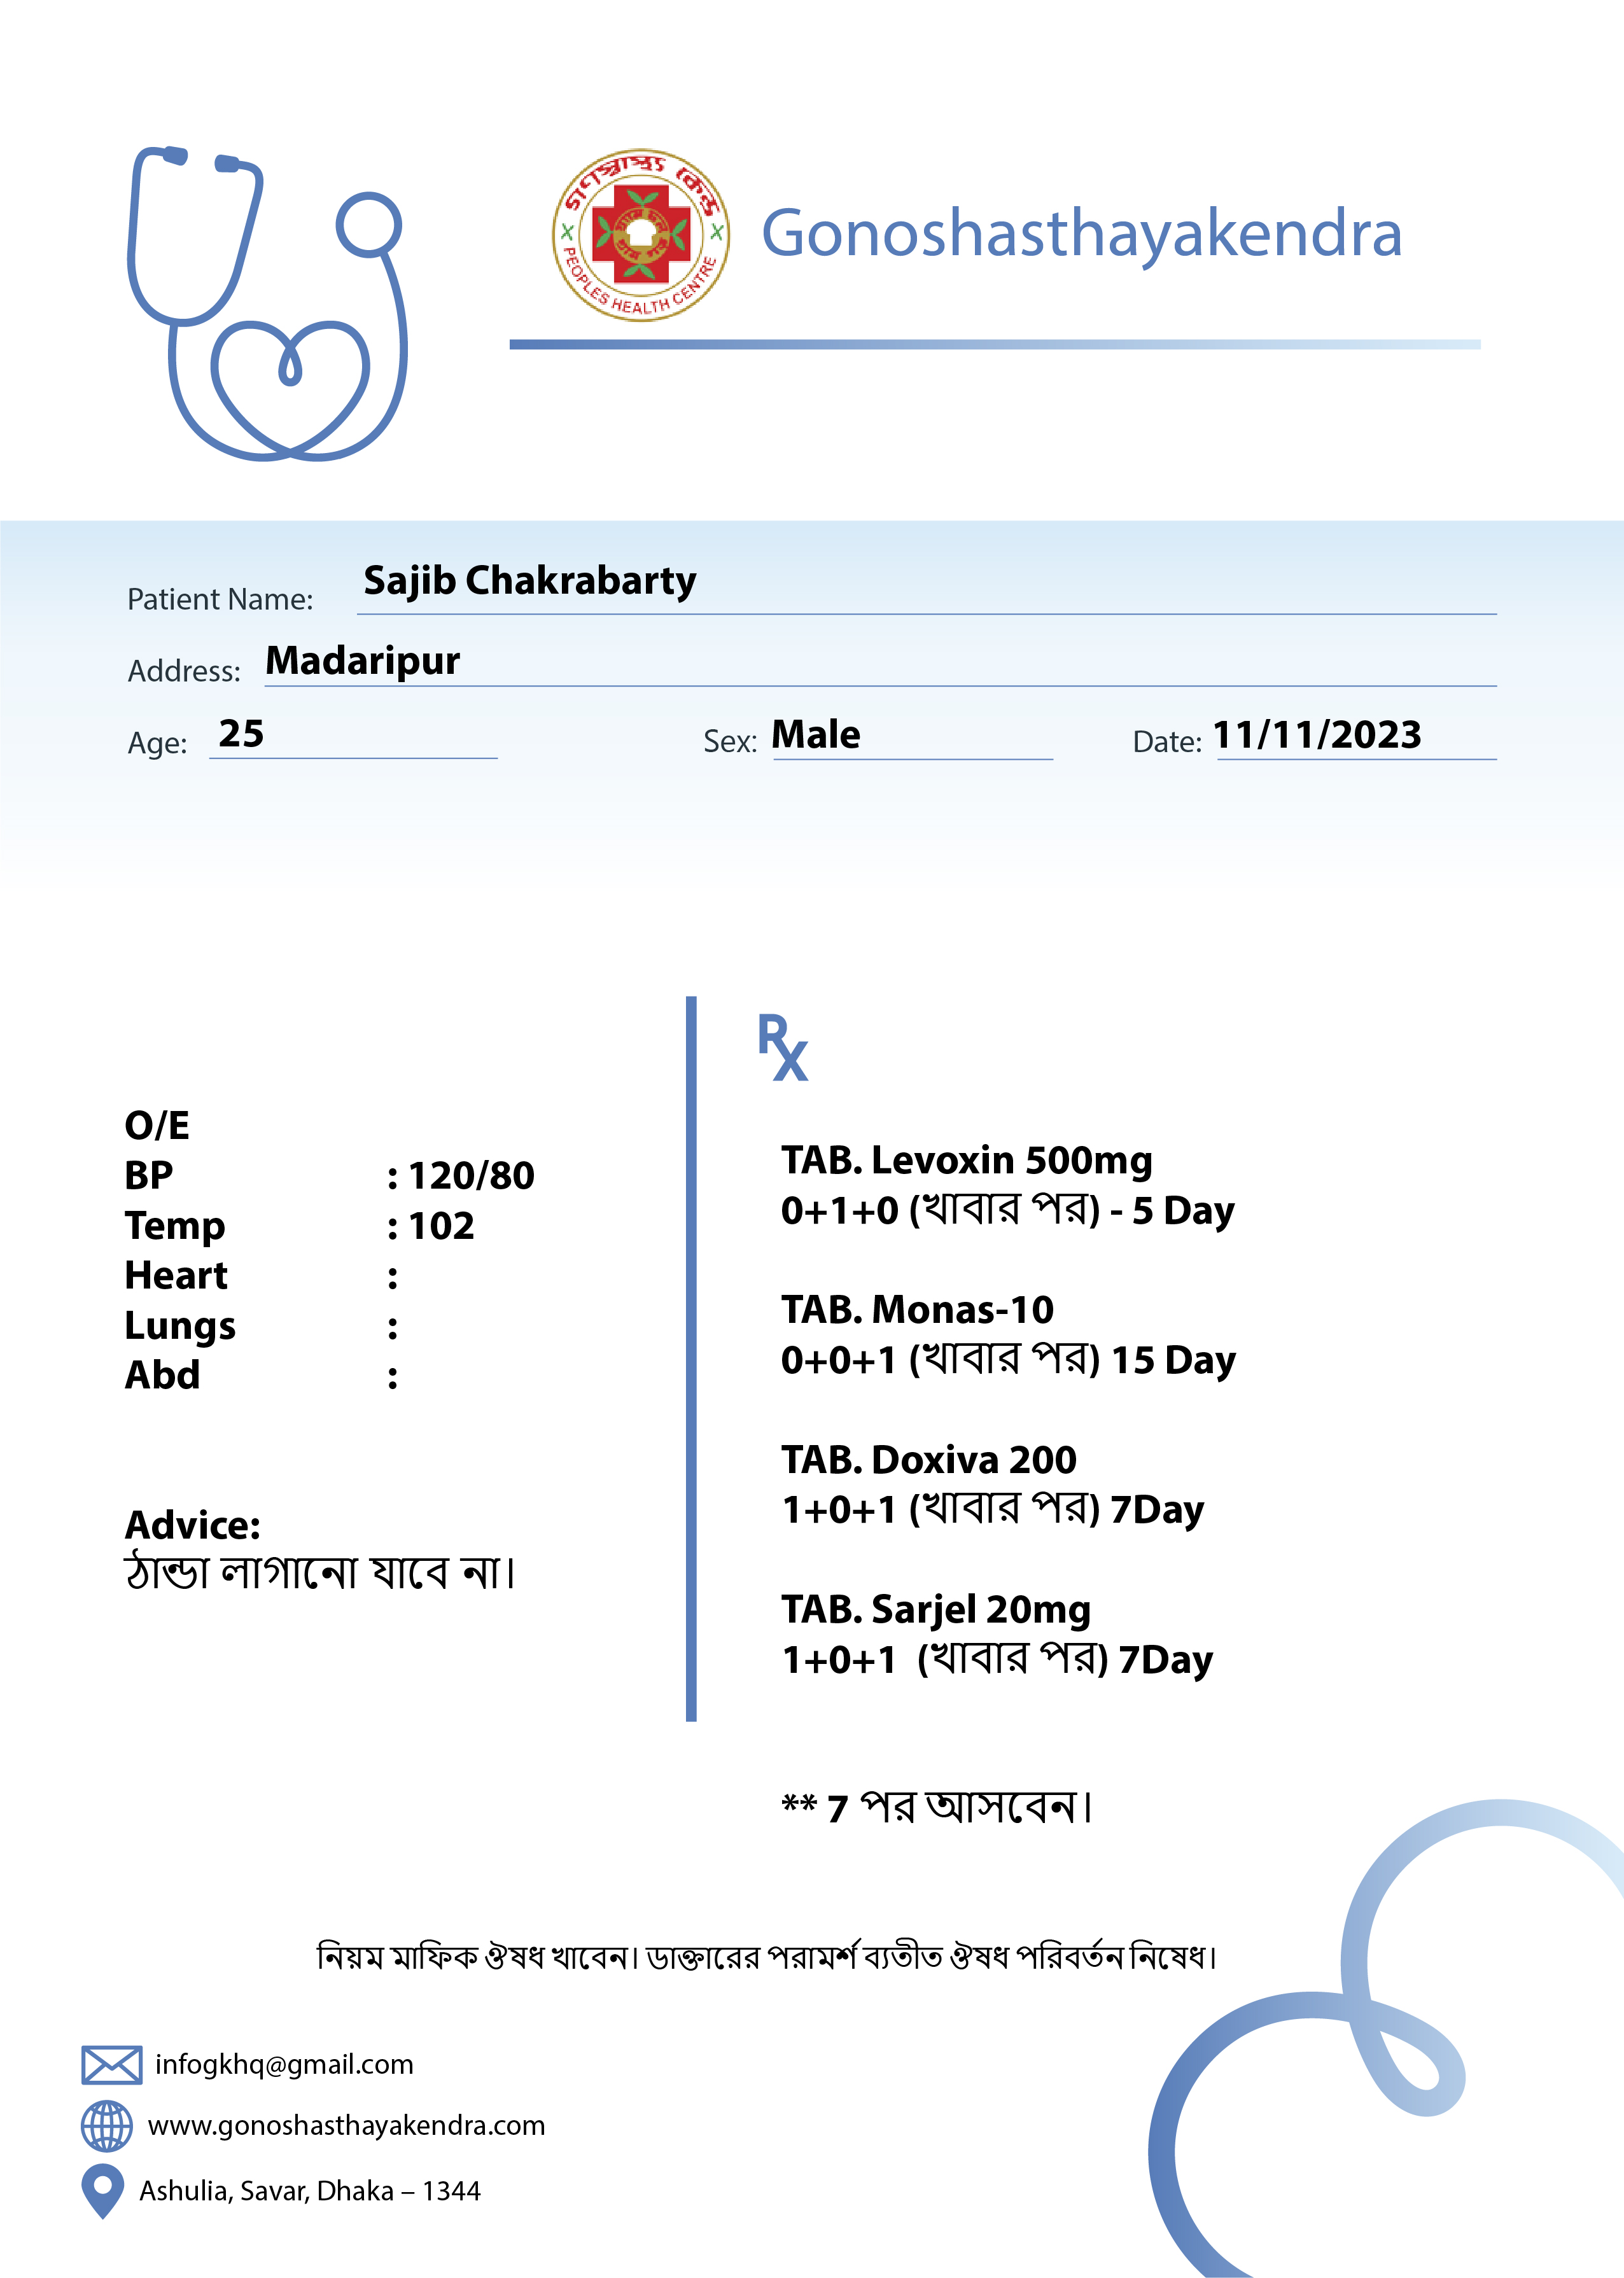 গণস্বাস্থ্য কেন্দ্র
PEOPLES HEALTH CENTRE
Gonoshasthayakendra
Patient Name: Sajib Chakrabarty
Address: Madaripur
Age: 25 Sex: Male Date: 11/11/2023
Rx
O/E
BP : 120/80
Temp : 102
Heart :
Lungs :
Abd :
Advice:
ঠান্ডা লাগানো যাবে না।
TAB. Levoxin 500mg
0+1+0 (খাবার পর) - 5 Day
TAB. Monas-10
0+0+1 (খাবার পর) 15 Day
TAB. Doxiva 200
1+0+1 (খাবার পর) 7Day
TAB. Sarjel 20mg
1+0+1 (খাবার পর) 7Day
** 7 পর আসবেন।
নিয়ম মাফিক ঔষধ খাবেন। ডাক্তারের পরামর্শ ব্যতীত ঔষধ পরিবর্তন নিষেধ।
infogkhq@gmail.com
www.gonoshasthayakendra.com
Ashulia, Savar, Dhaka – 1344